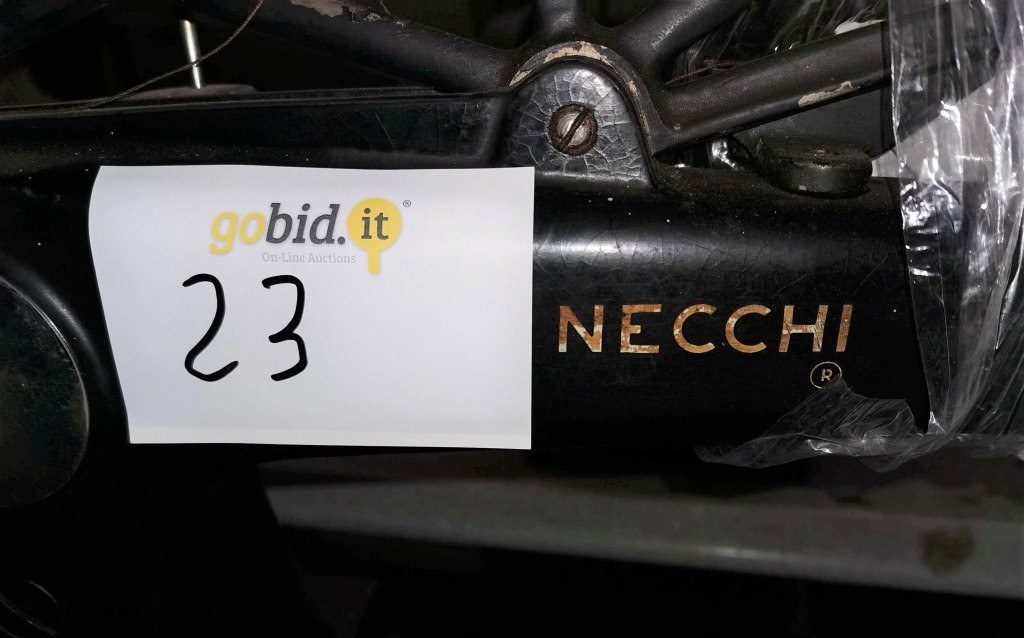 gobid.it®
On-Line Auctions
23
NECCHI
®